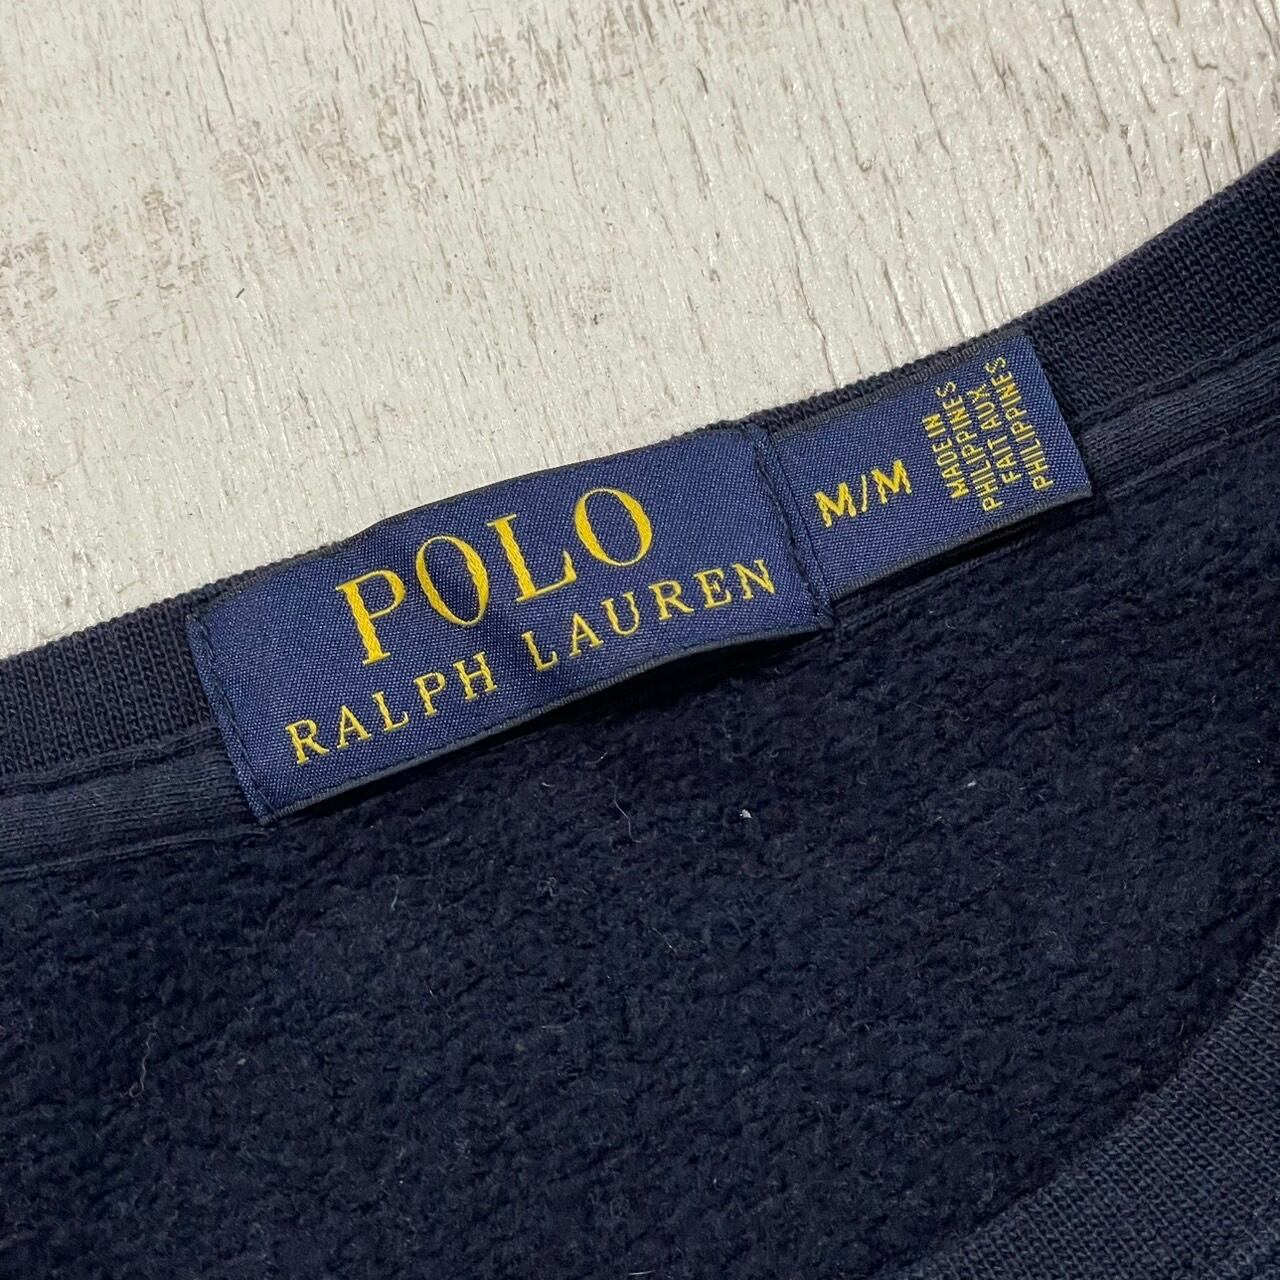 POLO
RALPH LAUREN
M/M
MADE IN
PHILIPPINES
FAIT AUX
PHILIPPINES